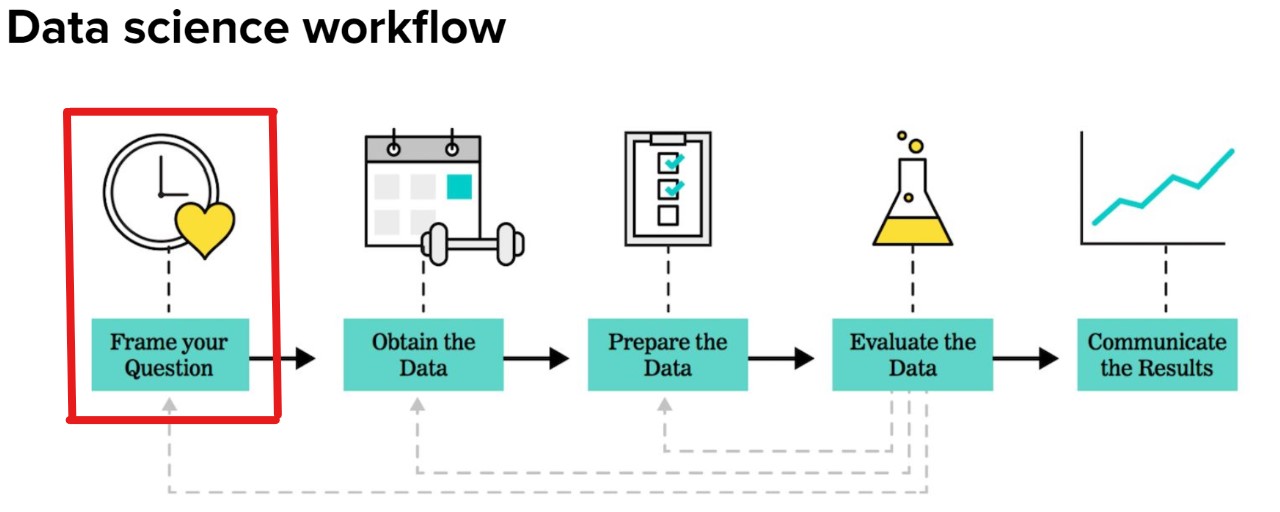 Data science workflow
Frame your
Question
Obtain the
Data
Prepare the
Data
Evaluate the
Data
Communicate
the Results